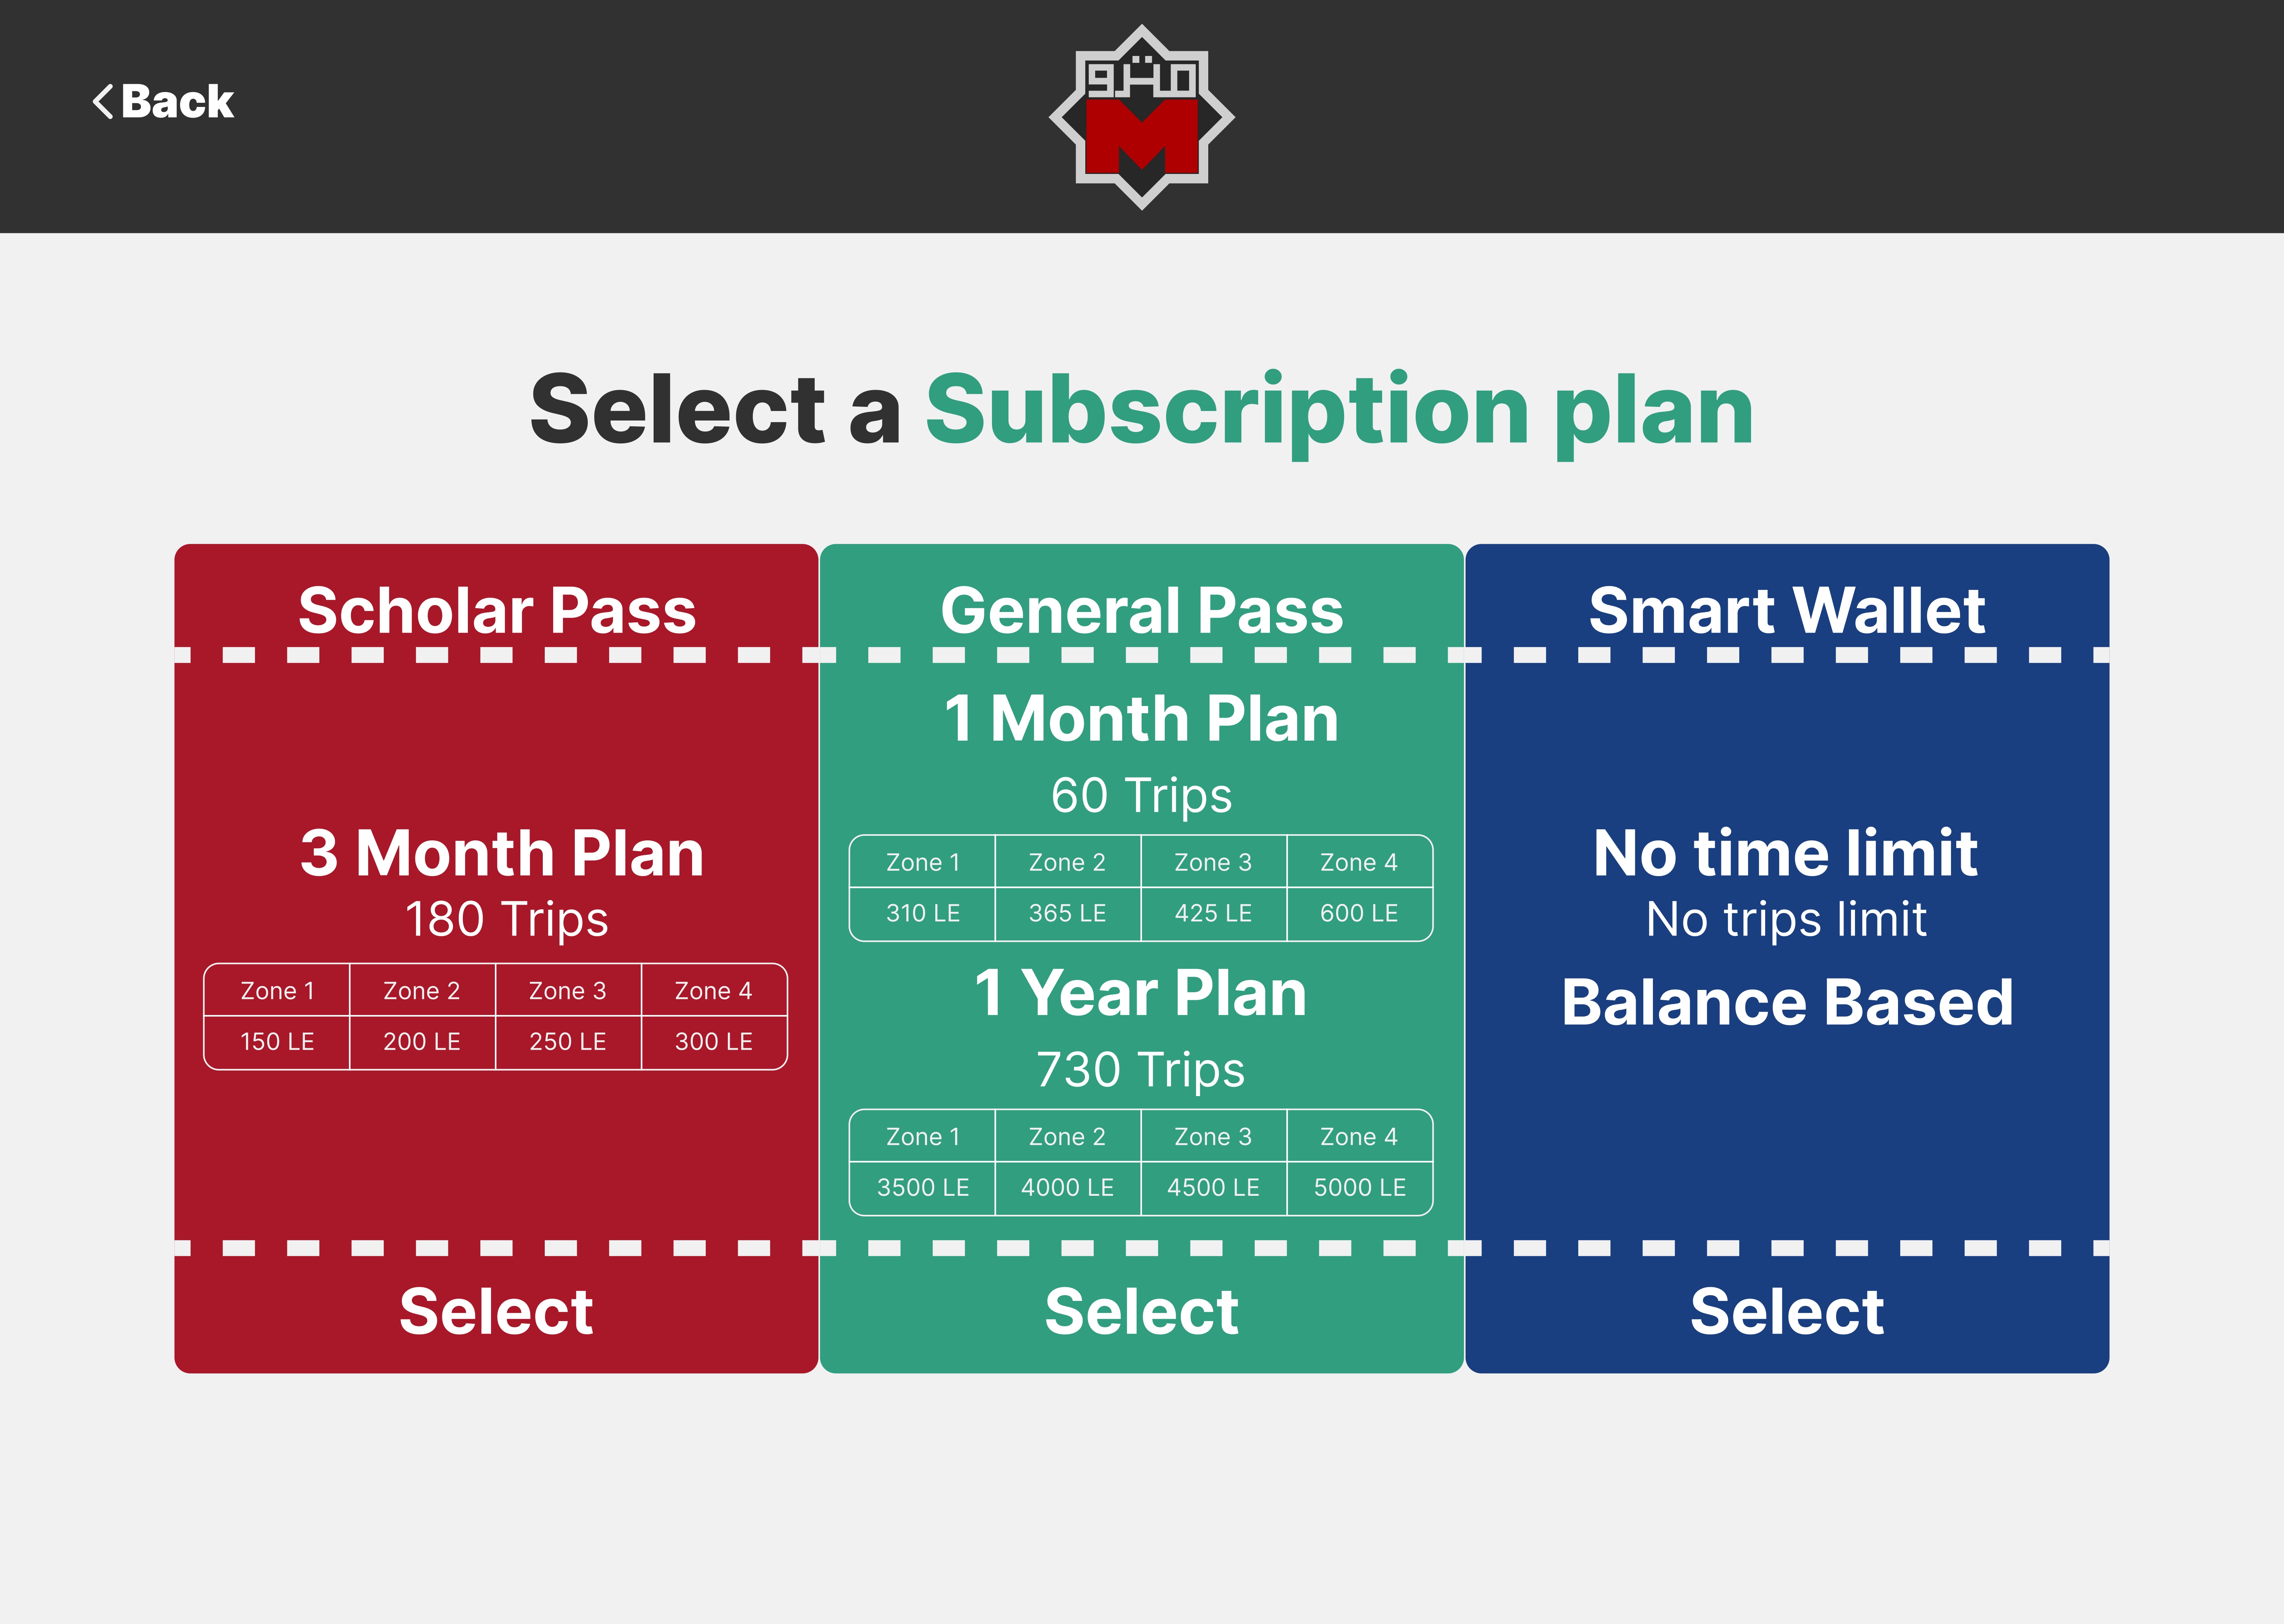 Back
مترو
M
Select a Subscription plan
Scholar Pass
3 Month Plan
180 Trips
Zone 1 Zone 2 Zone 3 Zone 4
150 LE 200 LE 250 LE 300 LE
Select
General Pass
1 Month Plan
60 Trips
Zone 1 Zone 2 Zone 3 Zone 4
310 LE 365 LE 425 LE 600 LE
1 Year Plan
730 Trips
Zone 1 Zone 2 Zone 3 Zone 4
3500 LE 4000 LE 4500 LE 5000 LE
Select
Smart Wallet
No time limit
No trips limit
Balance Based
Select